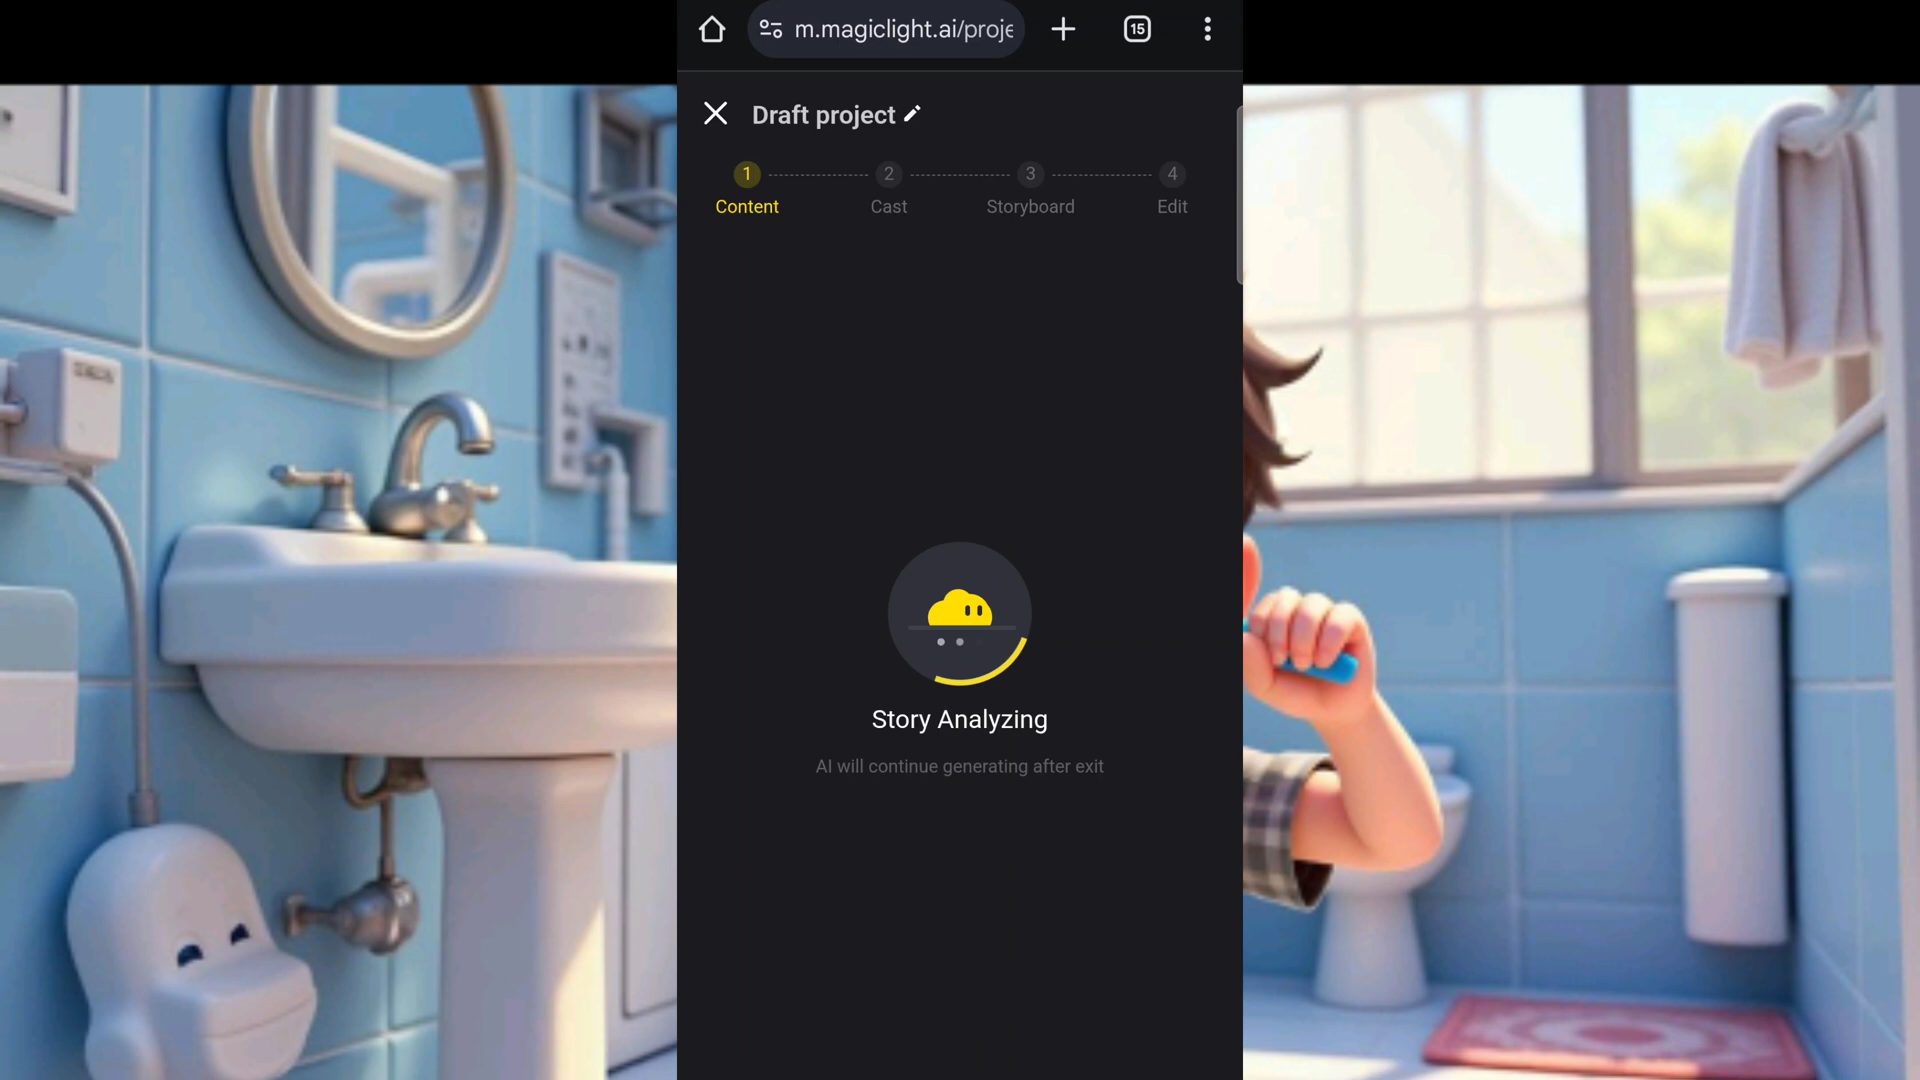 m.magiclight.ai/proje
15
Draft project
1
2
3
4
Content
Cast
Storyboard
Edit
Story Analyzing
AI will continue generating after exit